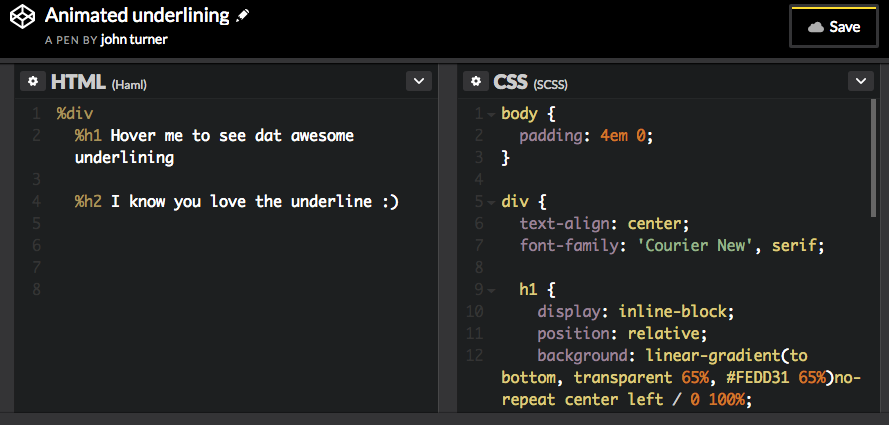 Animated underlining
A PEN BY john turner
Save
HTML (Haml)
1 %div
2 %h1 Hover me to see dat awesome
underlining
3
4 %h2 I know you love the underline :)
5
6
7
8
CSS (SCSS)
1 body {
2 padding: 4em 0;
3 }
4
5 div {
6 text-align: center;
7 font-family: 'Courier New', serif;
8
9 h1 {
10 display: inline-block;
11 position: relative;
12 background: linear-gradient(to
bottom, transparent 65%, #FEDD31 65%)no-
repeat center left / 0 100%;